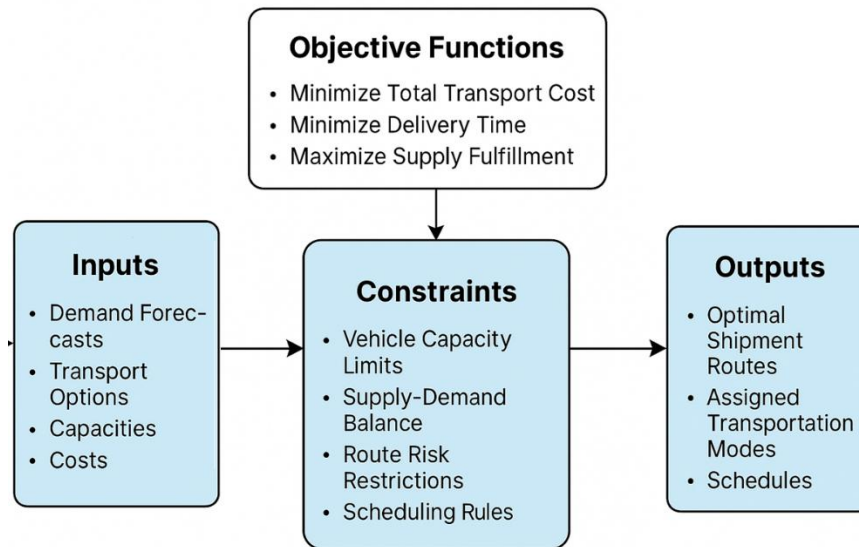 Objective Functions
• Minimize Total Transport Cost
• Minimize Delivery Time
• Maximize Supply Fulfillment
Inputs
• Demand Forec-
casts
• Transport
Options
• Capacities
• Costs
Constraints
• Vehicle Capacity
Limits
• Supply-Demand
Balance
• Route Risk
Restrictions
• Scheduling Rules
Outputs
• Optimal
Shipment
Routes
• Assigned
Transportation
Modes
• Schedules